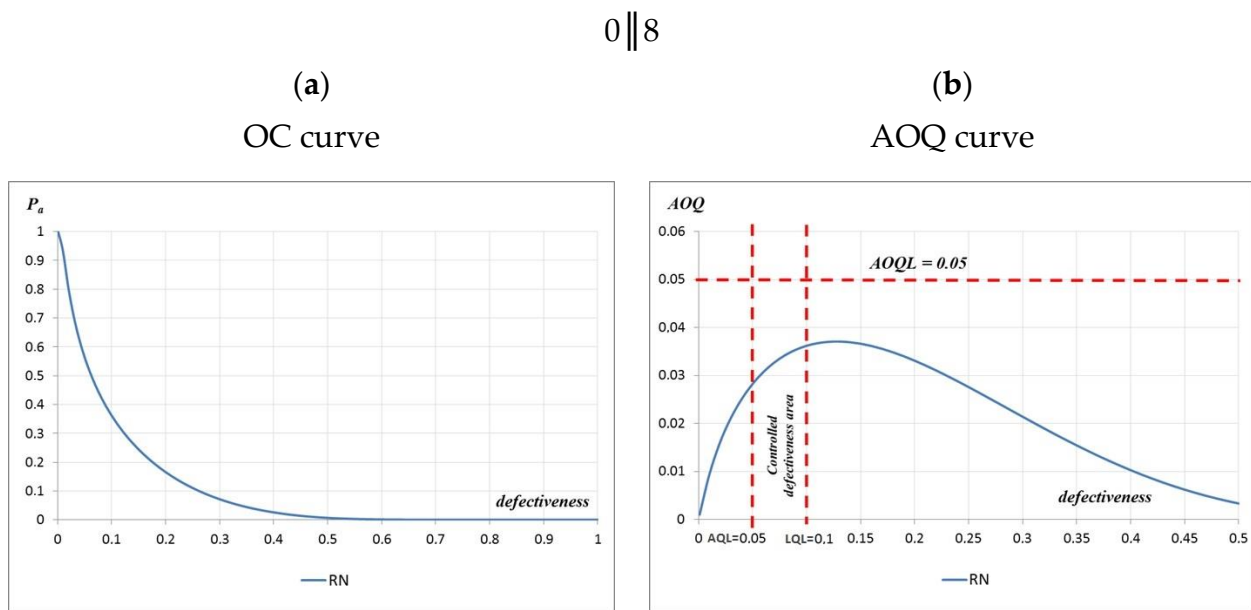 0‖8
(a)
OC curve
Pa
1
0.9
0.8
0.7
0.6
0.5
0.4
0.3
0.2
0.1
0
defectiveness
0 0.1 0.2 0.3 0.4 0.5 0.6 0.7 0.8 0.9 1
RN
(b)
AOQ curve
AOQ
0.06
0.05
0.04
0.03
0.02
0.01
0
AOQL = 0.05
Controlled
defectiveness area
defectiveness
0 AQL=0.05 LQL=0.1 0.15 0.2 0.25 0.3 0.35 0.4 0.45 0.5
RN